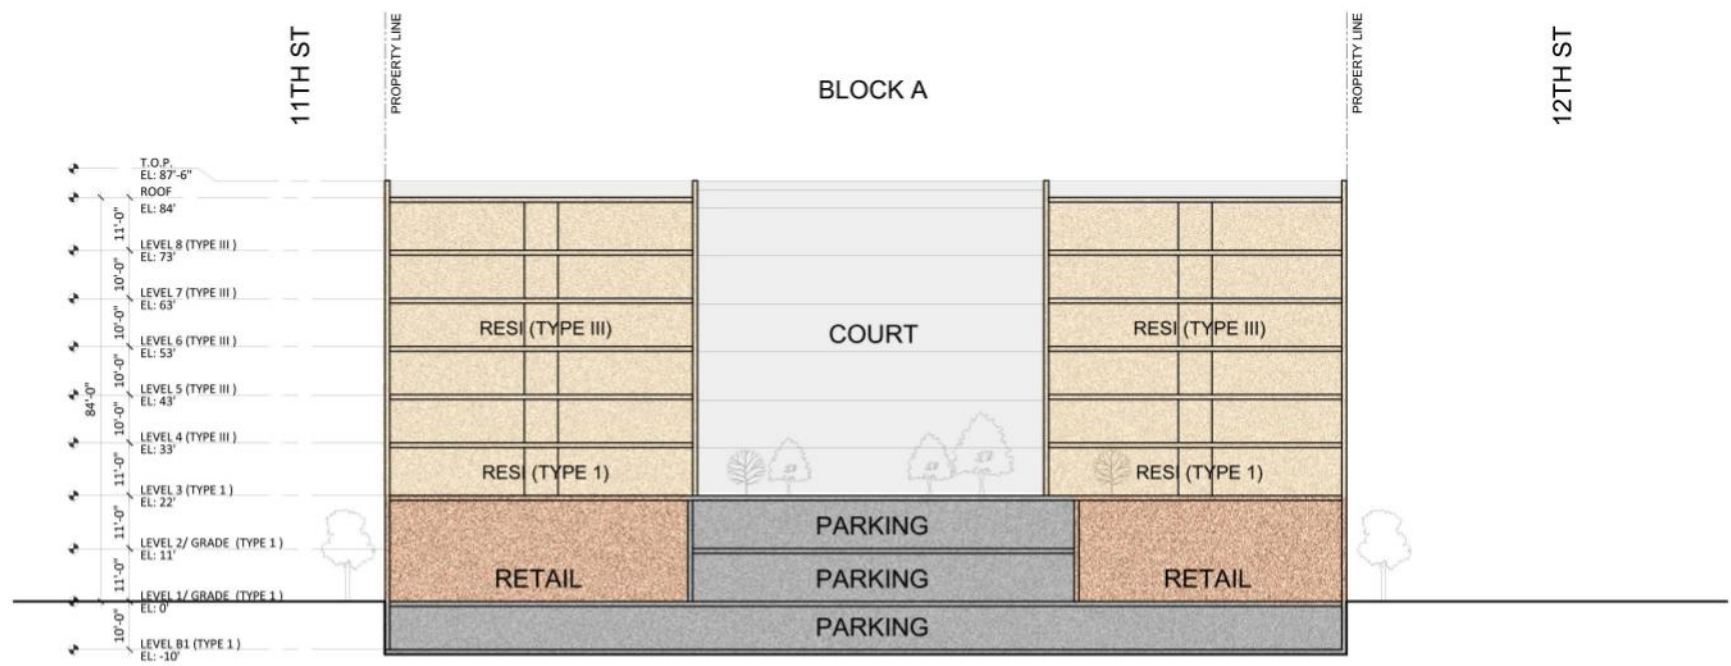 11TH ST
PROPERTY LINE
BLOCK A
PROPERTY LINE
12TH ST
T.O.P.
EL: 87'-6"
ROOF
EL: 84'
11'-0"
LEVEL 8 (TYPE III )
EL: 73'
10'-0"
LEVEL 7 (TYPE III )
EL: 63'
10'-0"
LEVEL 6 (TYPE III )
EL: 53'
10'-0"
LEVEL 5 (TYPE III )
EL: 43'
84'-0"
10'-0"
LEVEL 4 (TYPE III )
EL: 33'
11'-0"
LEVEL 3 (TYPE 1 )
EL: 22'
11'-0"
LEVEL 2/ GRADE (TYPE 1 )
EL: 11'
11'-0"
LEVEL 1/ GRADE (TYPE 1 )
EL: 0'
10'-0"
LEVEL B1 (TYPE 1 )
EL: -10'
RESI (TYPE III)
COURT
RESI (TYPE III)
RESI (TYPE 1)
RESI (TYPE 1)
PARKING
RETAIL
PARKING
RETAIL
PARKING